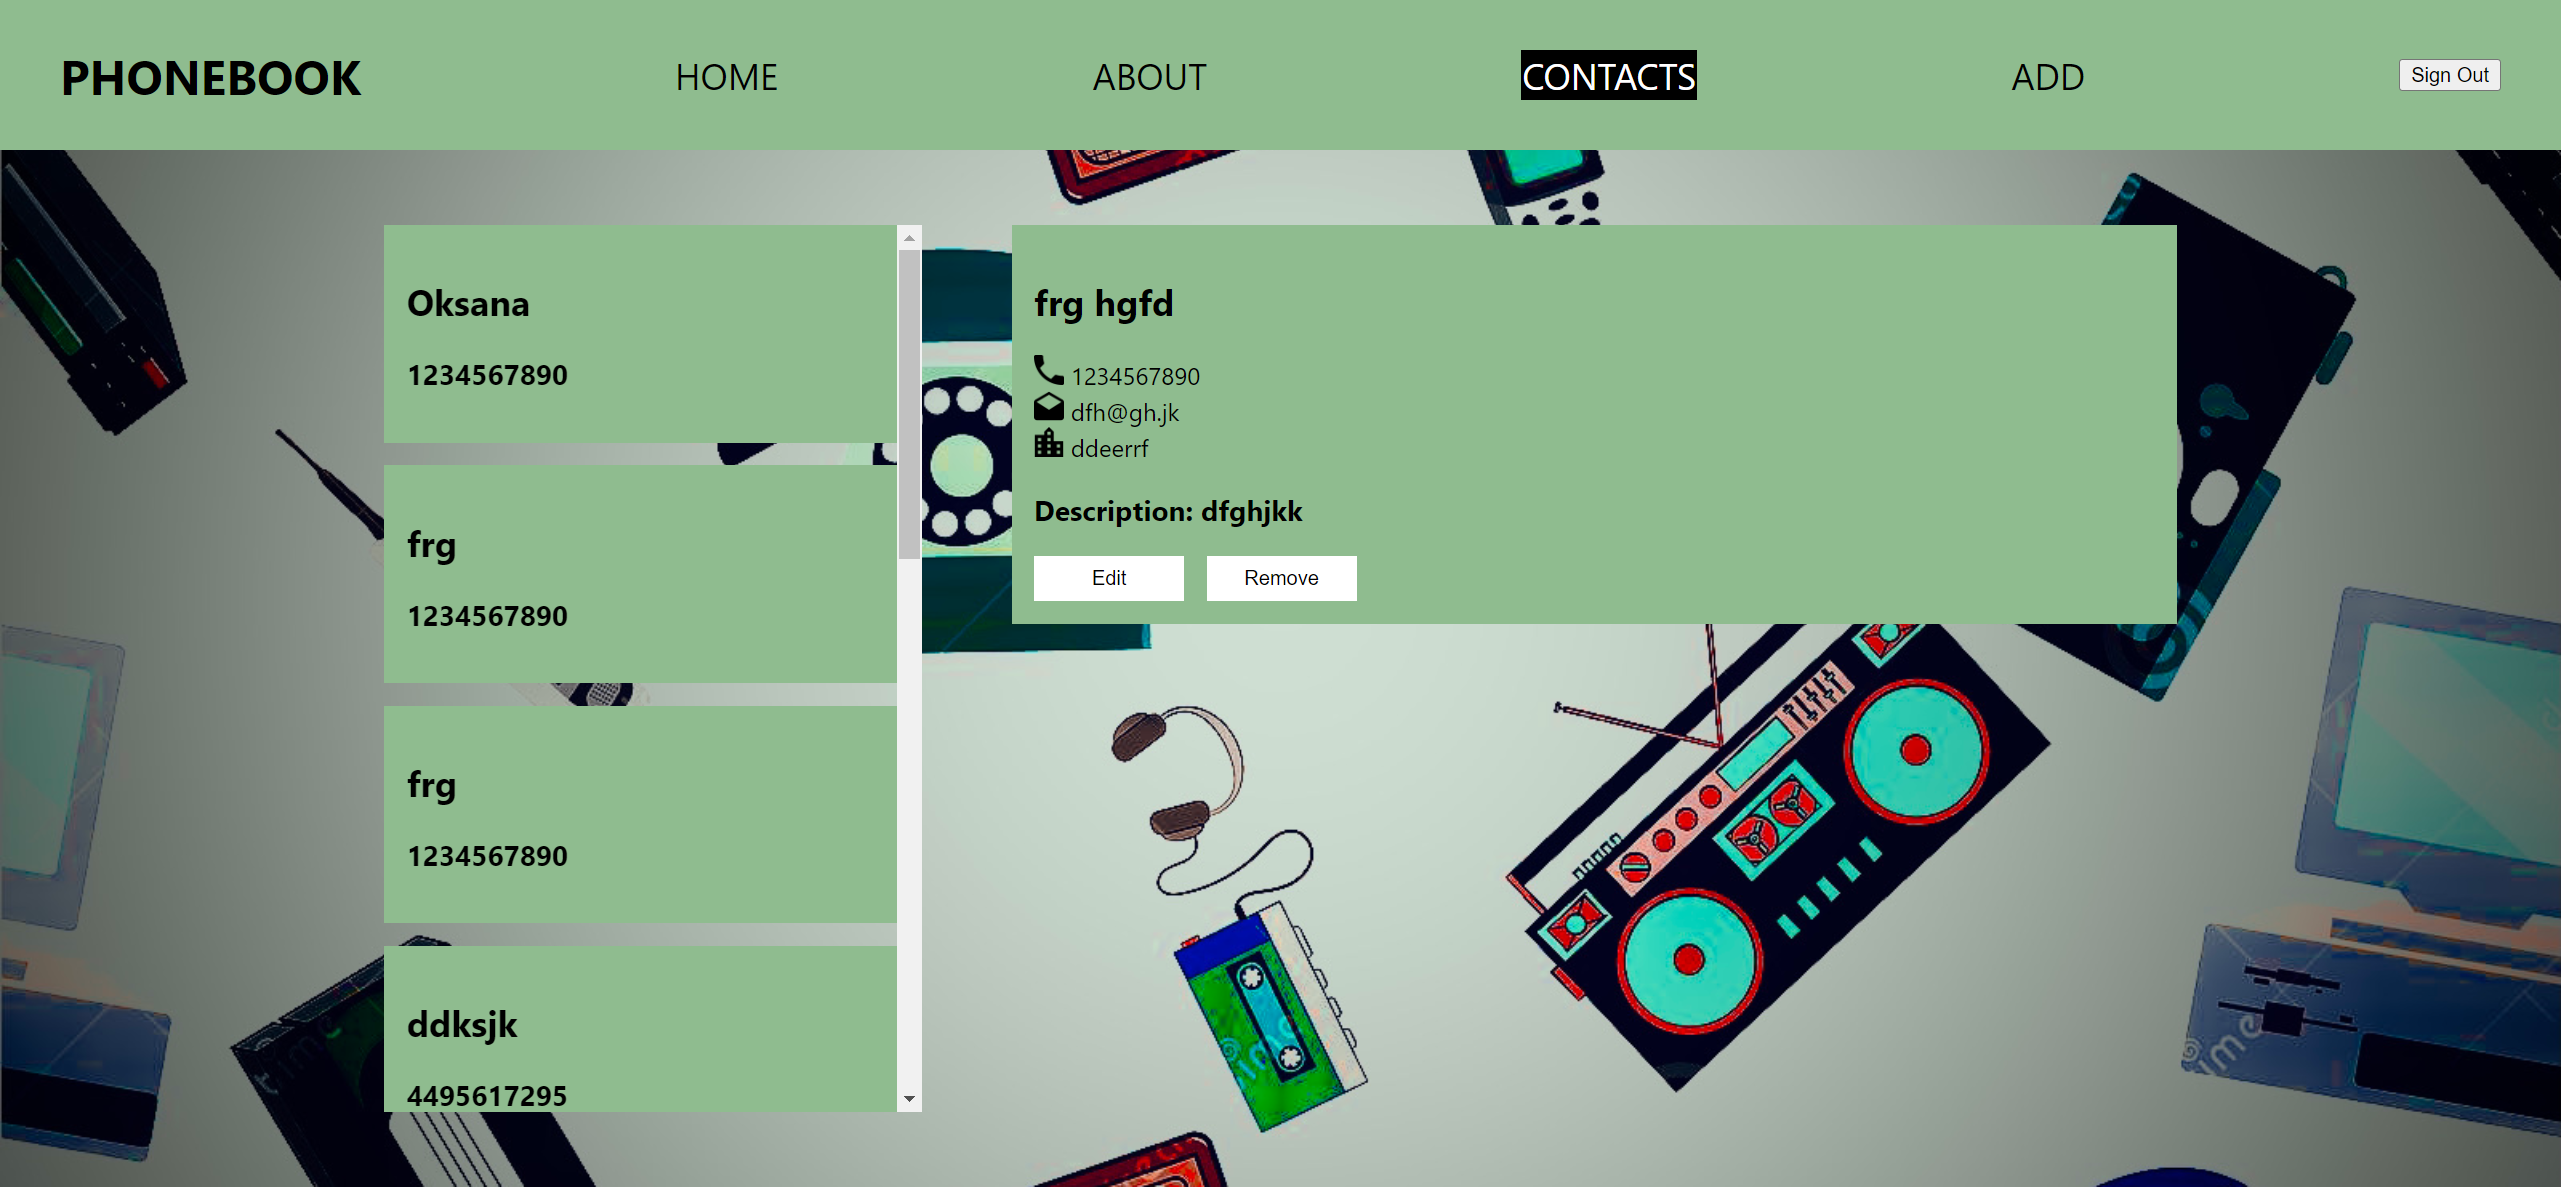 PHONEBOOK
HOME
ABOUT
CONTACTS
ADD
Sign Out
Oksana
1234567890
frg
1234567890
frg
1234567890
ddksjk
4495617295
frg hgfd
1234567890
dfh@gh.jk
ddeerrf
Description: dfghjkk
Edit
Remove